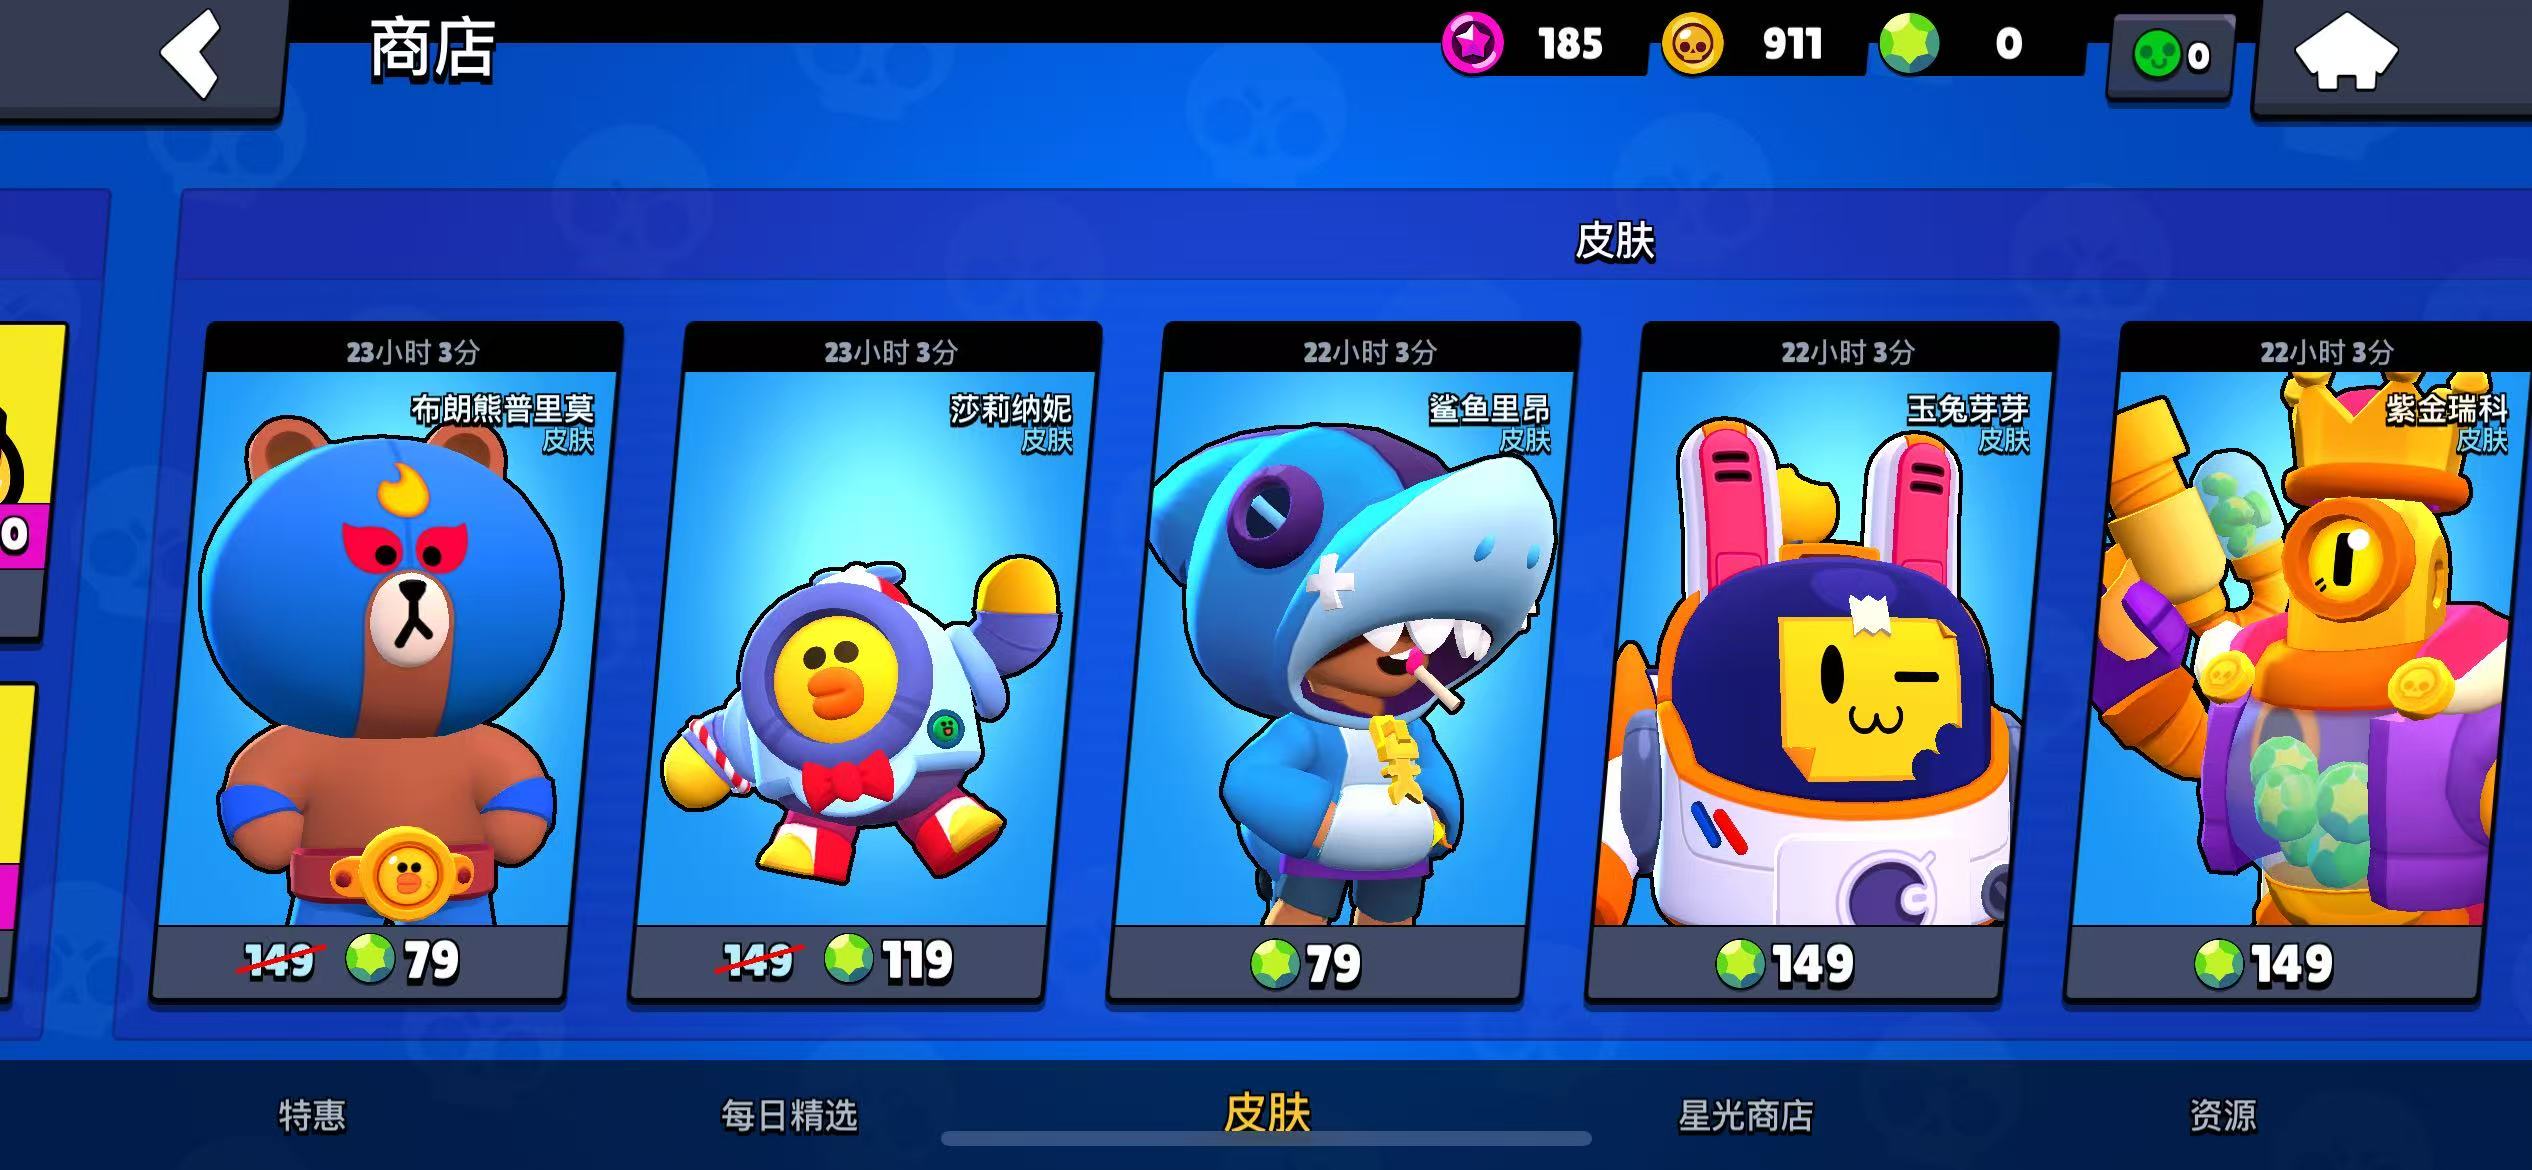 商店
185
911
0
0
皮肤
0
23小时 3分
布朗熊普里莫
皮肤
149 79
23小时 3分
莎莉纳妮
皮肤
149 119
22小时 3分
鲨鱼里昂
皮肤
79
22小时 3分
玉兔芽芽
皮肤
149
22小时 3分
紫金瑞科
皮肤
149
特惠
每日精选
皮肤
星光商店
资源